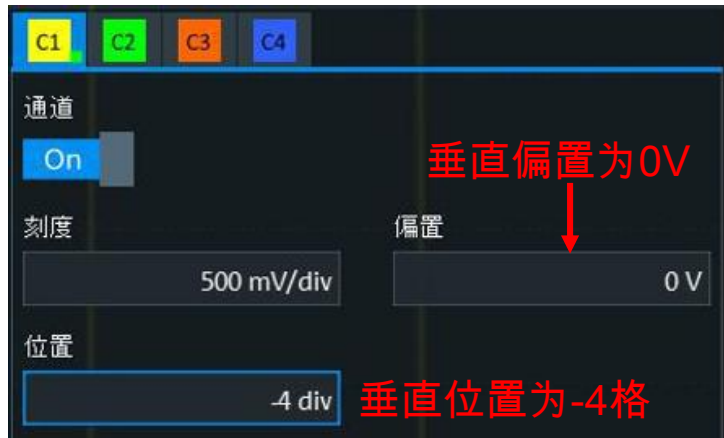 C1 C2 C3 C4
通道
On
垂直偏置为0V
刻度 偏置
500 mV/div 0 V
位置
-4 div 垂直位置为-4格